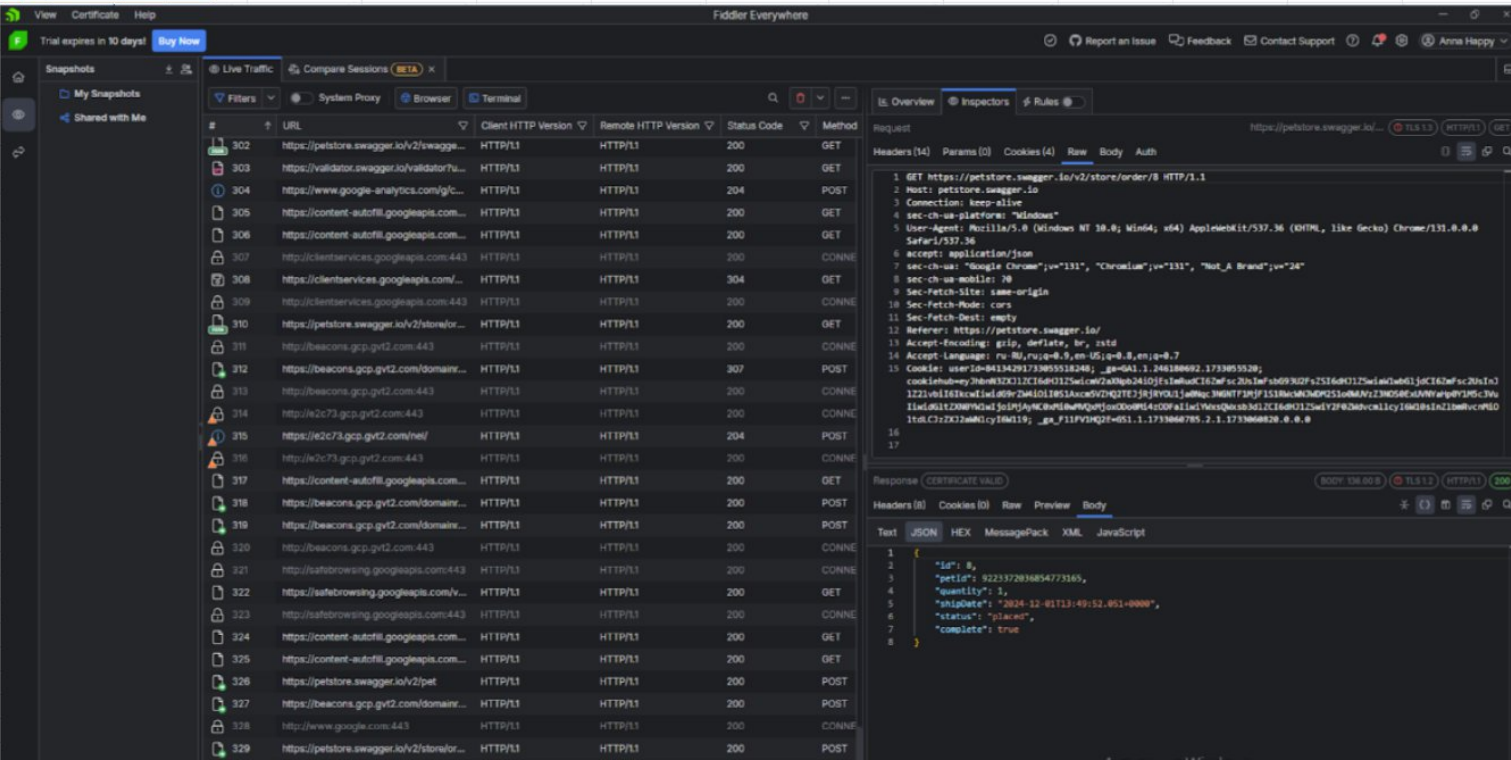 View Certificate Help
Fiddler Everywhere
Trial expires in 10 days! Buy Now
Report an Issue Feedback Contact Support Anna Happy
Snapshots
My Snapshots
Shared with Me
Live Traffic Compare Sessions BETA
Filters System Proxy Browser Terminal
# URL Client HTTP Version Remote HTTP Version Status Code Method
302 https://petstore.swagger.io/v2/swagge... HTTP/1.1 HTTP/1.1 200 GET
303 https://validator.swagger.io/validator?u... HTTP/1.1 HTTP/1.1 200 GET
304 https://www.google-analytics.com/g/c... HTTP/1.1 HTTP/1.1 204 POST
305 https://content-autofill.googleapis.com... HTTP/1.1 HTTP/1.1 200 GET
306 https://content-autofill.googleapis.com... HTTP/1.1 HTTP/1.1 200 GET
307 http://clientservices.googleapis.com:443 HTTP/1.1 HTTP/1.1 200 CONNE
308 https://clientservices.googleapis.com/... HTTP/1.1 HTTP/1.1 304 GET
309 http://clientservices.googleapis.com:443 HTTP/1.1 HTTP/1.1 200 CONNE
310 https://petstore.swagger.io/v2/store/or... HTTP/1.1 HTTP/1.1 200 GET
311 http://beacons.gcp.gvt2.com:443 HTTP/1.1 HTTP/1.1 200 CONNE
312 https://beacons.gcp.gvt2.com/domainr... HTTP/1.1 HTTP/1.1 307 POST
313 http://beacons.gcp.gvt2.com:443 HTTP/1.1 HTTP/1.1 200 CONNE
314 http://e2c73.gcp.gvt2.com:443 HTTP/1.1 HTTP/1.1 200 CONNE
315 https://e2c73.gcp.gvt2.com/nel/ HTTP/1.1 HTTP/1.1 204 POST
316 http://e2c73.gcp.gvt2.com:443 HTTP/1.1 HTTP/1.1 200 CONNE
317 https://content-autofill.googleapis.com... HTTP/1.1 HTTP/1.1 200 GET
318 https://beacons.gcp.gvt2.com/domainr... HTTP/1.1 HTTP/1.1 200 POST
319 https://beacons.gcp.gvt2.com/domainr... HTTP/1.1 HTTP/1.1 200 POST
320 http://beacons.gcp.gvt2.com:443 HTTP/1.1 HTTP/1.1 200 CONNE
321 http://safebrowsing.googleapis.com:443 HTTP/1.1 HTTP/1.1 200 CONNE
322 https://safebrowsing.googleapis.com/v... HTTP/1.1 HTTP/1.1 200 GET
323 http://safebrowsing.googleapis.com:443 HTTP/1.1 HTTP/1.1 200 CONNE
324 https://content-autofill.googleapis.com... HTTP/1.1 HTTP/1.1 200 GET
325 https://content-autofill.googleapis.com... HTTP/1.1 HTTP/1.1 200 GET
326 https://petstore.swagger.io/v2/pet HTTP/1.1 HTTP/1.1 200 POST
327 https://beacons.gcp.gvt2.com/domainr... HTTP/1.1 HTTP/1.1 200 POST
328 http://www.google.com:443 HTTP/1.1 HTTP/1.1 200 CONNE
329 https://petstore.swagger.io/v2/store/or... HTTP/1.1 HTTP/1.1 200 POST
Overview Inspectors Rules
Request https://petstore.swagger.io/... TLS 1.3 HTTP/1.1 GET
Headers (14) Params (0) Cookies (4) Raw Body Auth
1 GET https://petstore.swagger.io/v2/store/order/8 HTTP/1.1
2 Host: petstore.swagger.io
3 Connection: keep-alive
4 sec-ch-ua-platform: "Windows"
5 User-Agent: Mozilla/5.0 (Windows NT 10.0; Win64; x64) AppleWebKit/537.36 (KHTML, like Gecko) Chrome/131.0.0.0
Safari/537.36
6 accept: application/json
7 sec-ch-ua: "Google Chrome";v="131", "Chromium";v="131", "Not_A Brand";v="24"
8 sec-ch-ua-mobile: ?0
9 Sec-Fetch-Site: same-origin
10 Sec-Fetch-Mode: cors
11 Sec-Fetch-Dest: empty
12 Referer: https://petstore.swagger.io/
13 Accept-Encoding: gzip, deflate, br, zstd
14 Accept-Language: ru-RU,ru;q=0.9,en-US;q=0.8,en;q=0.7
15 Cookie: userId=84134291733055518248; _ga=GA1.1.246180692.1733055520;
16
17
Response CERTIFICATE VALID BODY: 136.00 B TLS 1.2 HTTP/1.1 200
Headers (8) Cookies (0) Raw Preview Body
Text JSON HEX MessagePack XML JavaScript
1 {
2 "id": 8,
3 "petId": 9223372036854773165,
4 "quantity": 1,
5 "shipDate": "2024-12-01T13:49:52.051+0000",
6 "status": "placed",
7 "complete": true
8 }